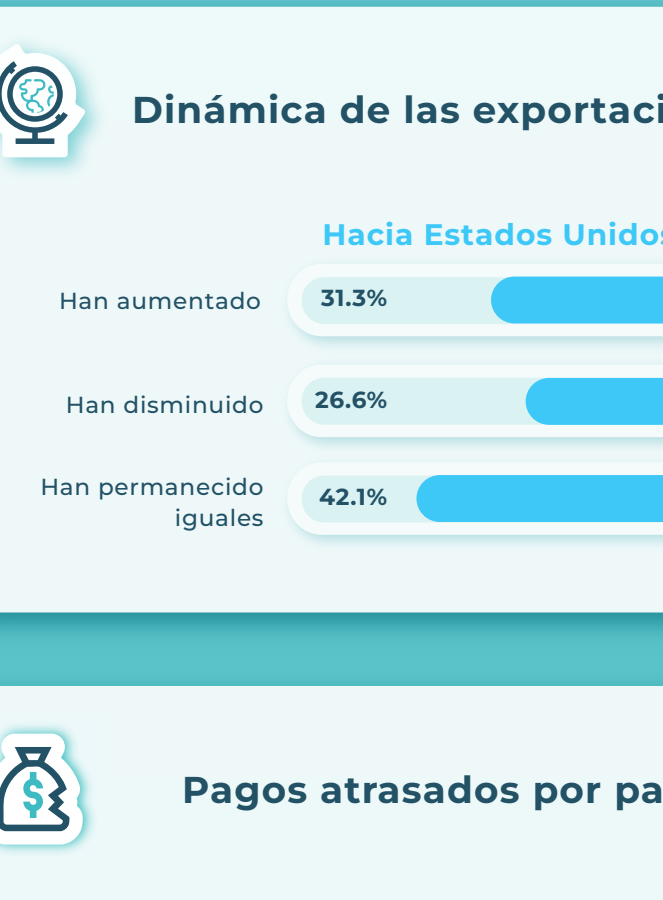 Dinámica de las exportaci
Hacia Estados Unidos
Han aumentado 31.3%
Han disminuido 26.6%
Han permanecido
iguales 42.1%
$
Pagos atrasados por pa